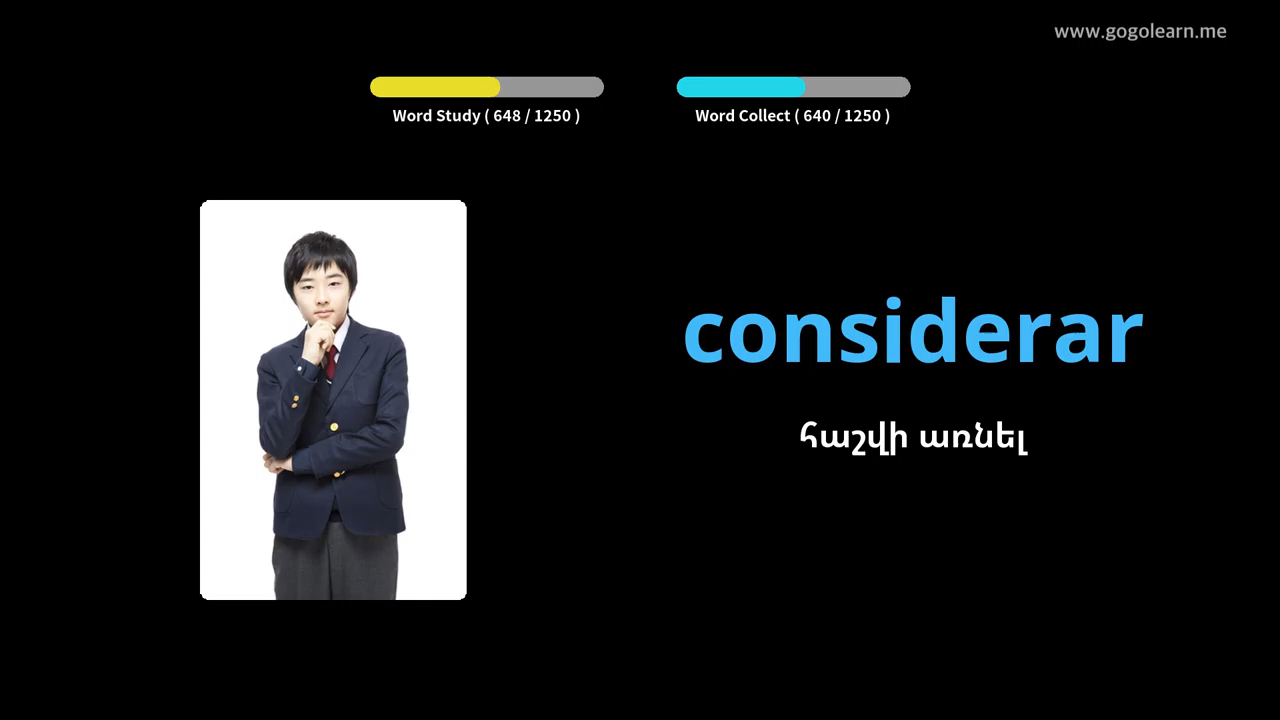 www.gogolearn.me
Word Study ( 648 / 1250 )
Word Collect ( 640 / 1250 )
considerar
հաշվի առնել